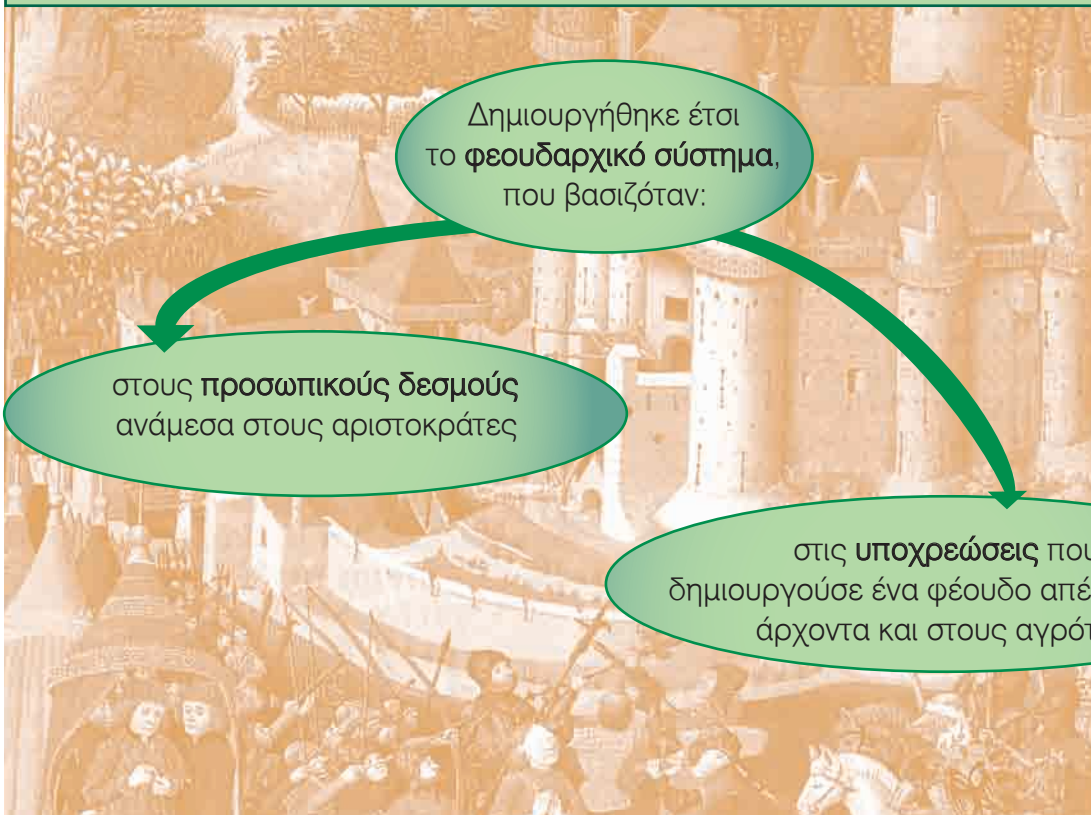 Δημιουργήθηκε έτσι
το φεουδαρχικό σύστημα,
που βασιζόταν:
στους προσωπικούς δεσμούς
ανάμεσα στους αριστοκράτες
στις υποχρεώσεις που
δημιουργούσε ένα φέουδο
άρχοντα και στους